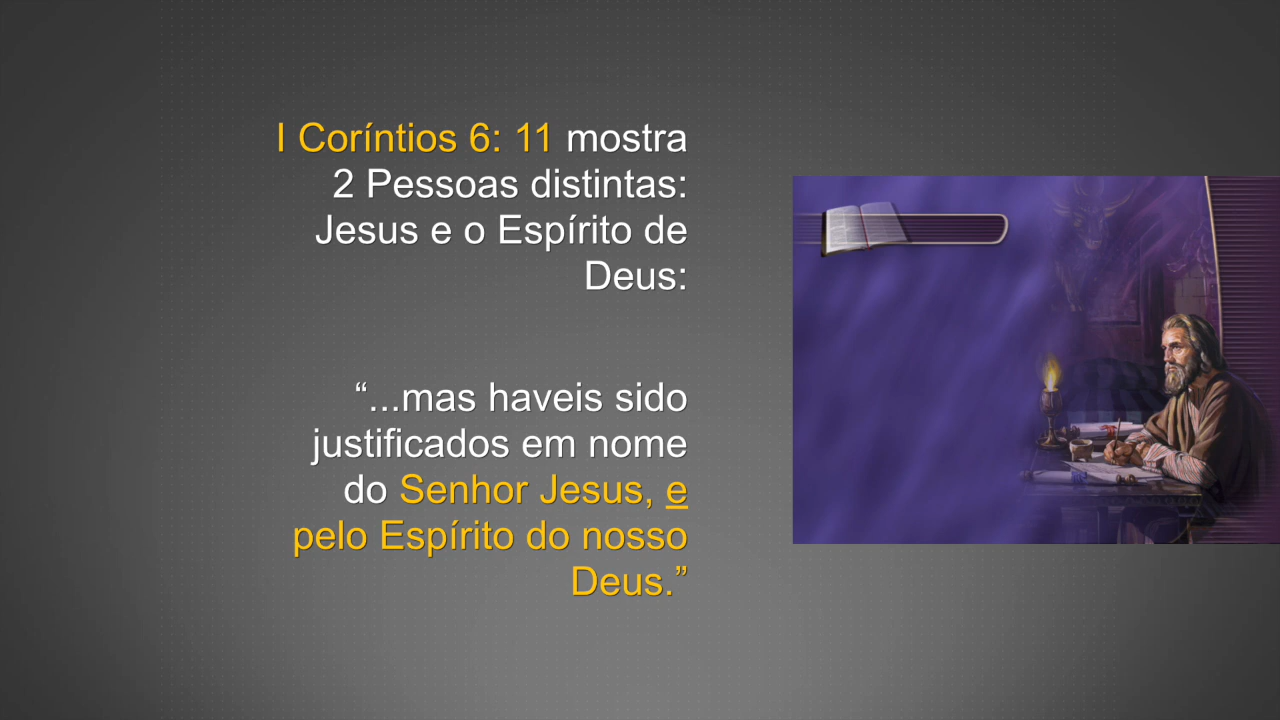 I Coríntios 6: 11 mostra
2 Pessoas distintas:
Jesus e o Espírito de
Deus:
“...mas haveis sido
justificados em nome
do Senhor Jesus, e
pelo Espírito do nosso
Deus.”